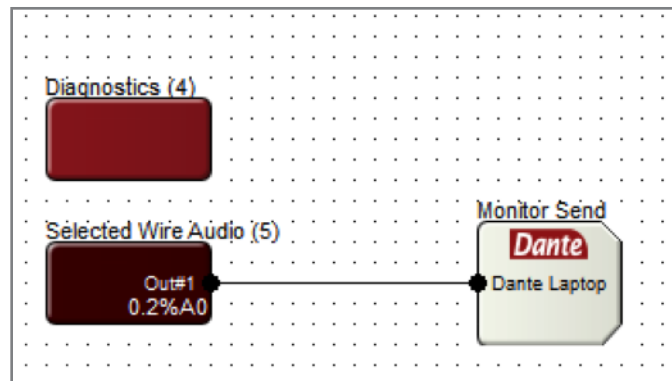 Diagnostics (4)
Selected Wire Audio (5)
Out#1
0.2%A0
Monitor Send
Dante
Dante Laptop